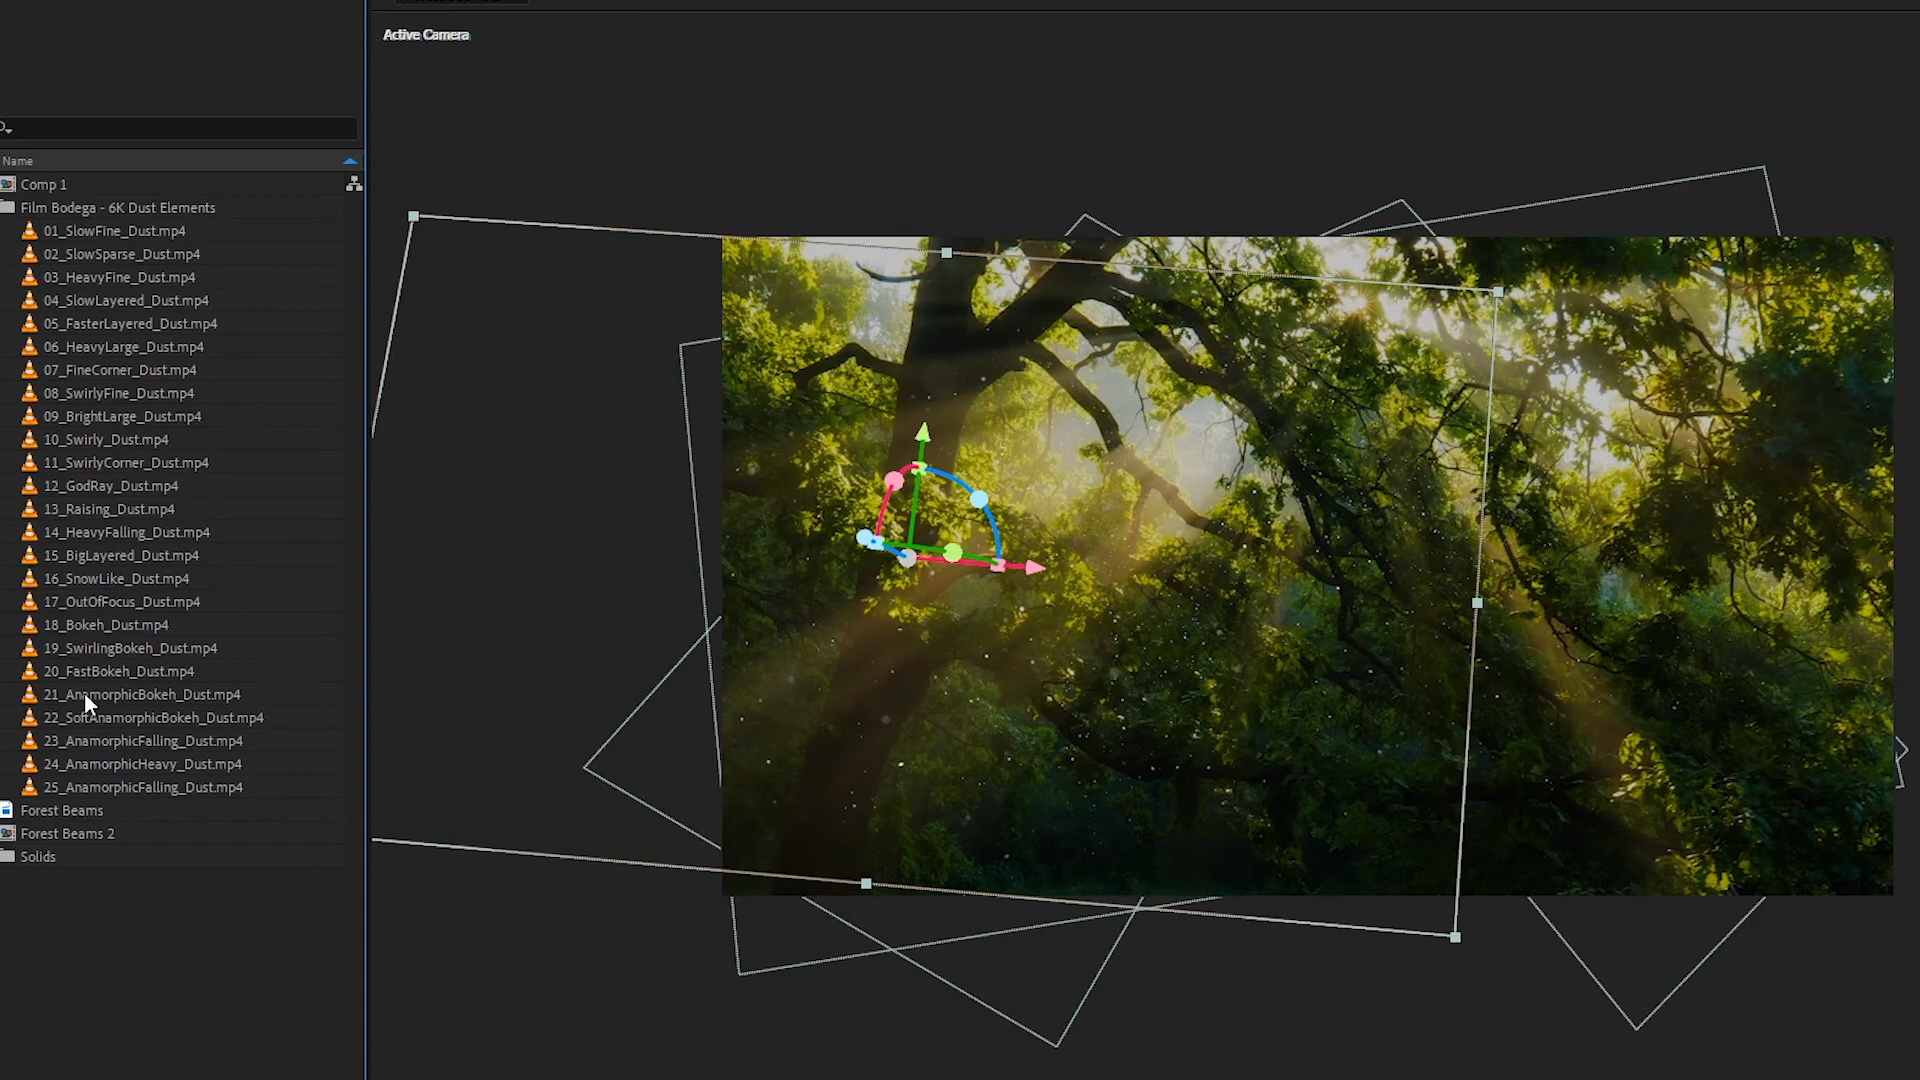 Active Camera
Name
Comp 1
Film Bodega - 6K Dust Elements
01_SlowFine_Dust.mp4
02_SlowSparse_Dust.mp4
03_HeavyFine_Dust.mp4
04_SlowLayered_Dust.mp4
05_FasterLayered_Dust.mp4
06_HeavyLarge_Dust.mp4
07_FineCorner_Dust.mp4
08_SwirlyFine_Dust.mp4
09_BrightLarge_Dust.mp4
10_Swirly_Dust.mp4
11_SwirlyCorner_Dust.mp4
12_GodRay_Dust.mp4
13_Raising_Dust.mp4
14_HeavyFalling_Dust.mp4
15_BigLayered_Dust.mp4
16_SnowLike_Dust.mp4
17_OutOfFocus_Dust.mp4
18_Bokeh_Dust.mp4
19_SwirlingBokeh_Dust.mp4
20_FastBokeh_Dust.mp4
21_AnamorphicBokeh_Dust.mp4
22_SoftAnamorphicBokeh_Dust.mp4
23_AnamorphicFalling_Dust.mp4
24_AnamorphicHeavy_Dust.mp4
25_AnamorphicFalling_Dust.mp4
Forest Beams
Forest Beams 2
Solids